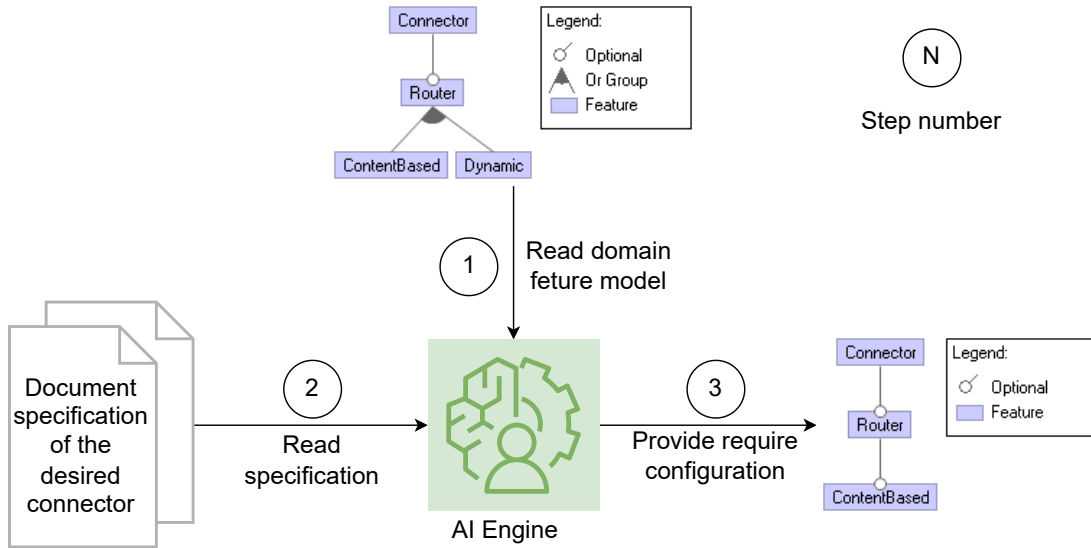 Connector
Router
ContentBased
Dynamic
Legend:
Optional
Or Group
Feature
N
Step number
1
Read domain
feture model
Document
specification
of the
desired
connector
2
Read
specification
AI Engine
3
Provide require
configuration
Connector
Router
ContentBased
Legend:
Optional
Feature